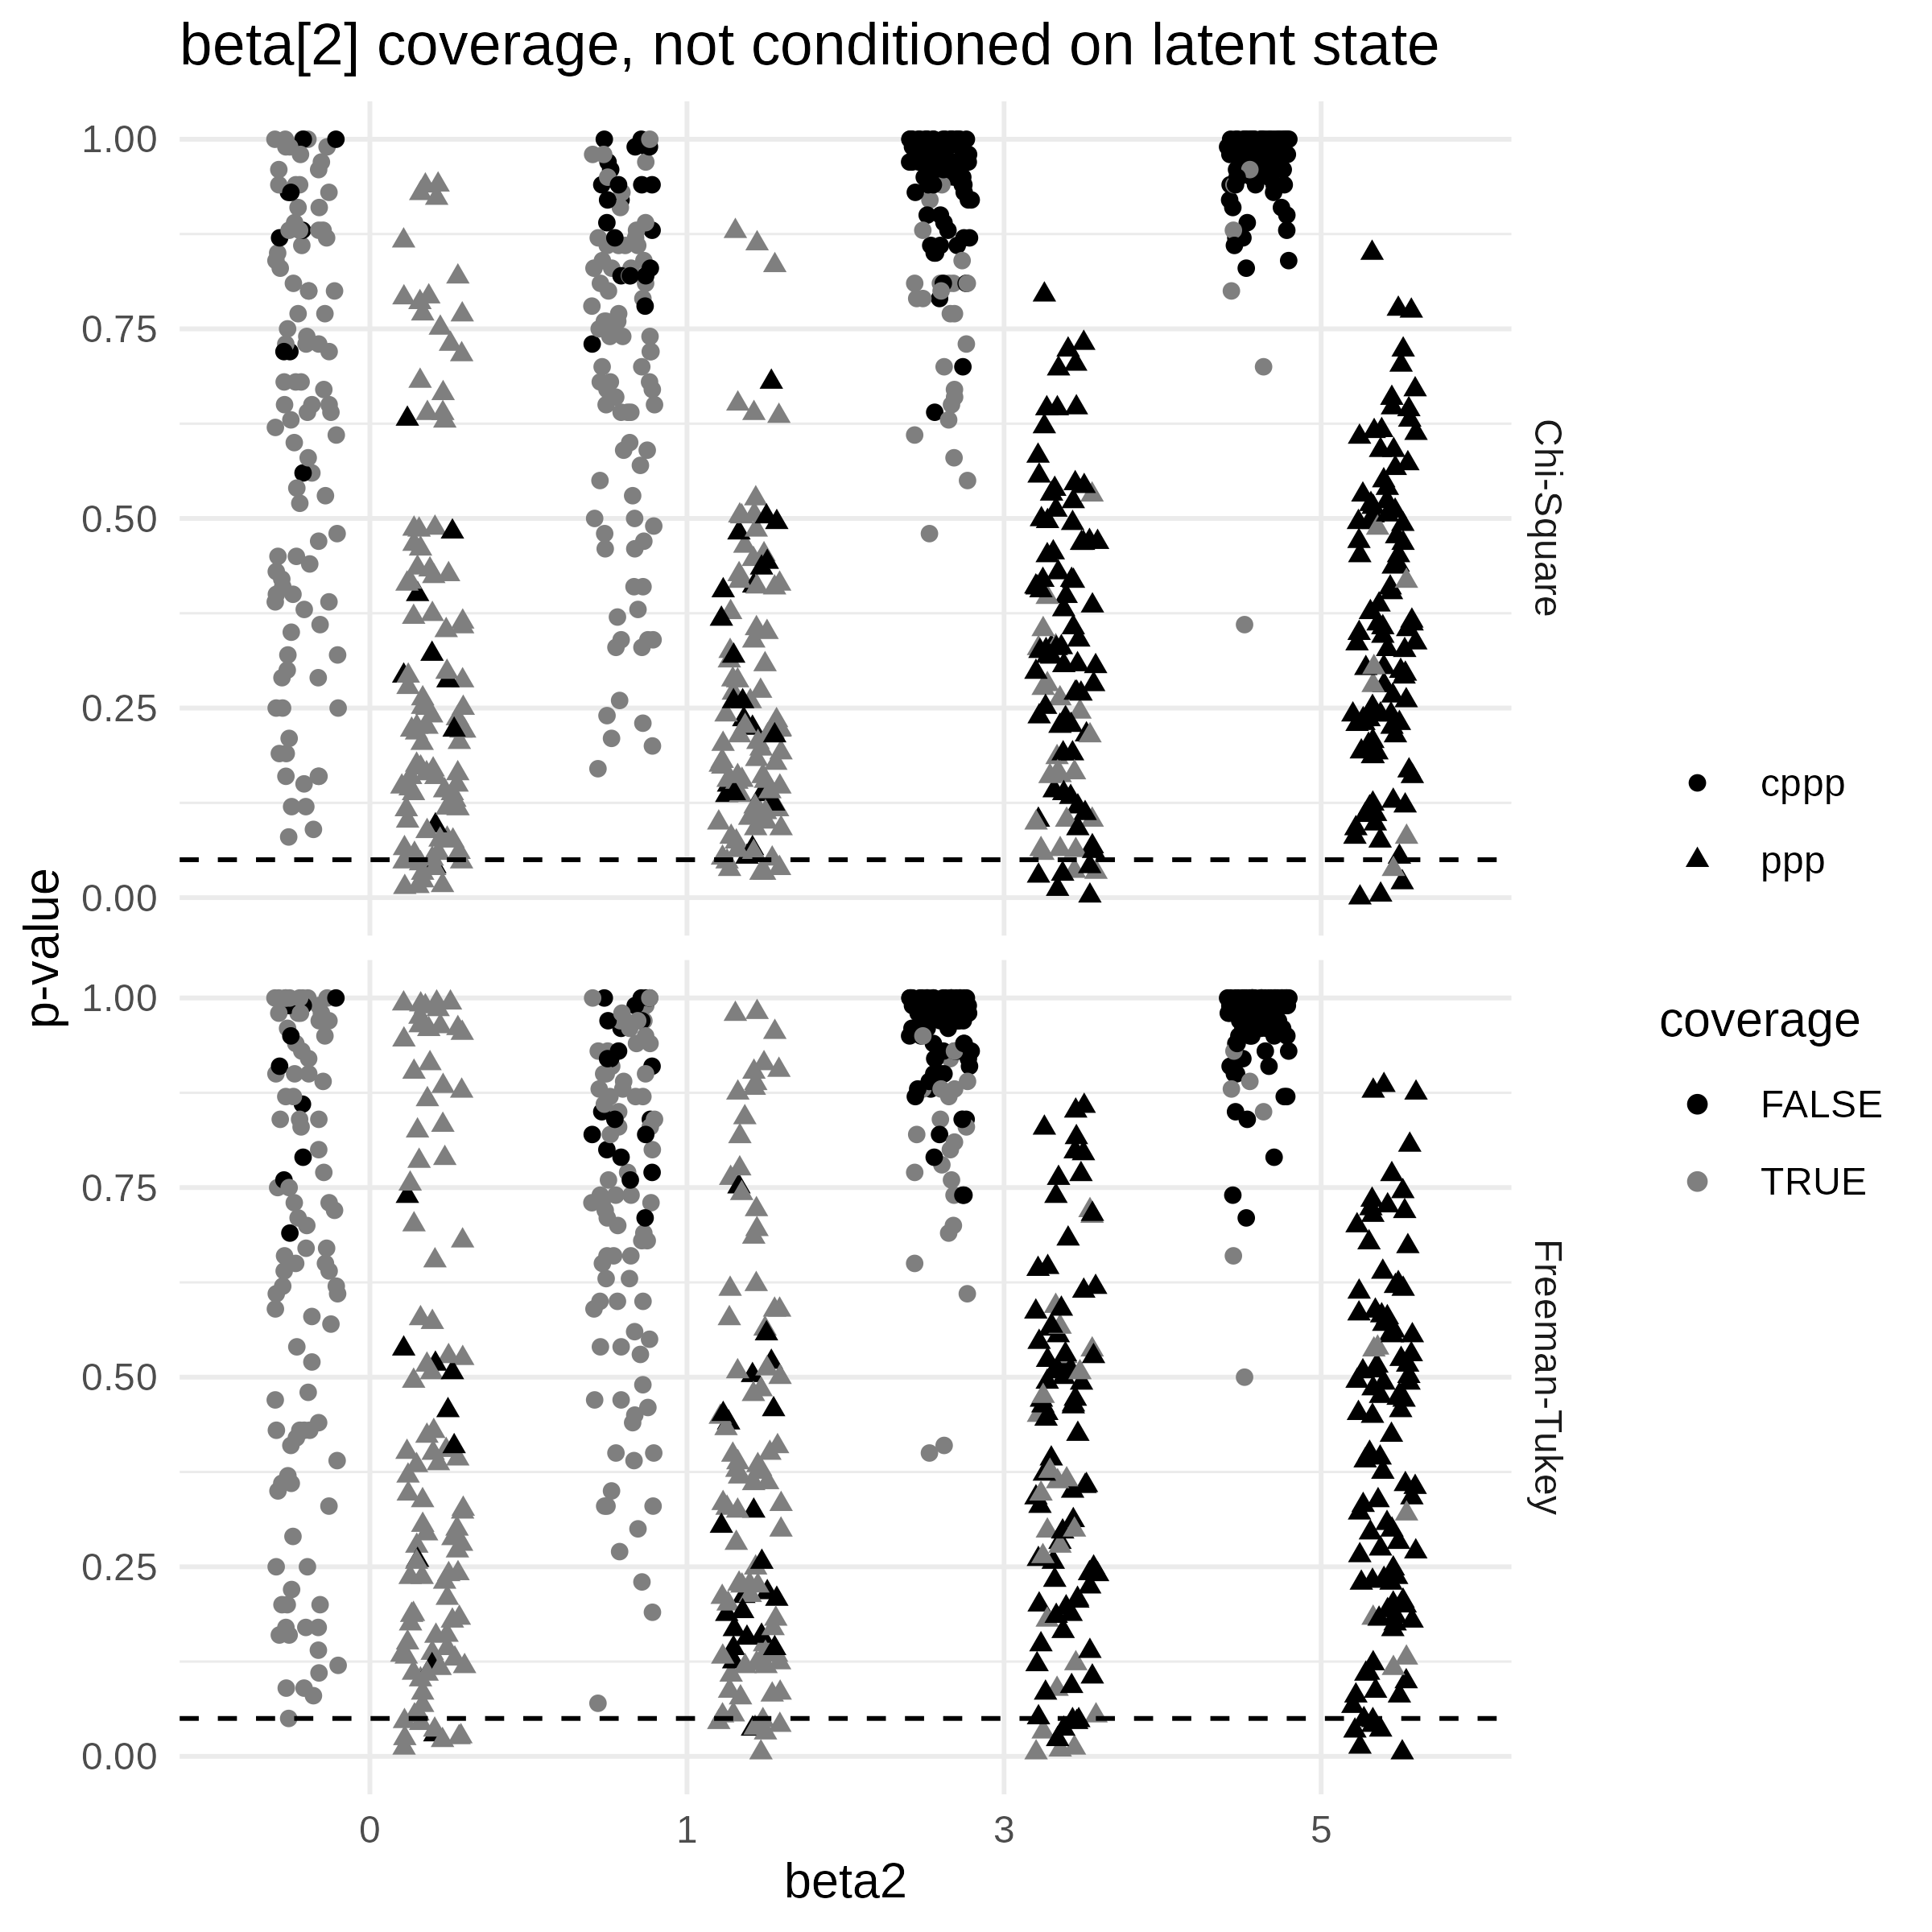 beta[2] coverage, not conditioned on latent state
p-value
1.00
0.75
0.50
0.25
0.00
Chi-Square
1.00
0.75
0.50
0.25
0.00
Freeman-Tukey
0 1 3 5
beta2
cppp
ppp
coverage
FALSE
TRUE